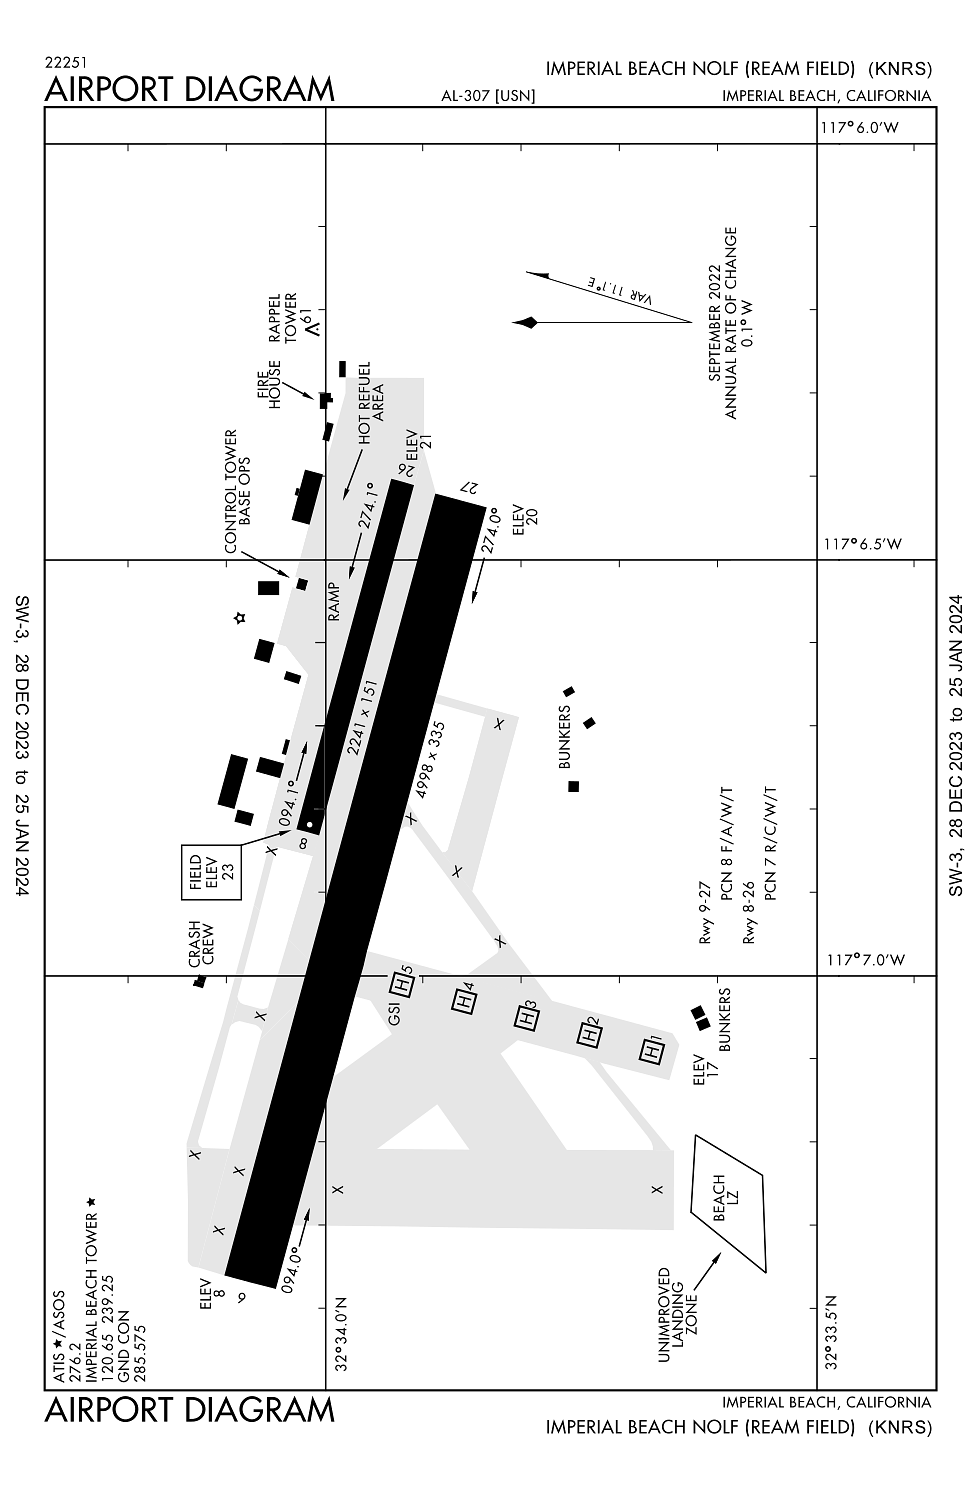 22251
AIRPORT DIAGRAM
AL-307 [USN]
IMPERIAL BEACH NOLF (REAM FIELD) (KNRS)
IMPERIAL BEACH, CALIFORNIA
117°6.0'W
VAR 11.1°E
SEPTEMBER 2022
ANNUAL RATE OF CHANGE
0.1° W
RAPPEL
TOWER
61
FIRE
HOUSE
HOT REFUEL
AREA
CONTROL TOWER
BASE OPS
26
ELEV
21
27
ELEV
20
274.1°
274.0°
117°6.5'W
RAMP
2241 x 151
4998 x 335
X
BUNKERS
094.1°
8
X
X
X
FIELD
ELEV
23
Rwy 9-27
PCN 8 F/A/W/T
Rwy 8-26
PCN 7 R/C/W/T
CRASH
CREW
X
117°7.0'W
GSI
H 5
H 4
H 3
H 2
H 1
X
ELEV
17
BUNKERS
X
X
X
X
X
BEACH
LZ
UNIMPROVED
LANDING
ZONE
094.0°
ELEV
8
9
ATIS ★/ASOS
276.2
IMPERIAL BEACH TOWER ★
120.65 239.25
GND CON
285.575
32°34.0'N
32°33.5'N
SW-3, 28 DEC 2023 to 25 JAN 2024
SW-3, 28 DEC 2023 to 25 JAN 2024
AIRPORT DIAGRAM
IMPERIAL BEACH, CALIFORNIA
IMPERIAL BEACH NOLF (REAM FIELD) (KNRS)